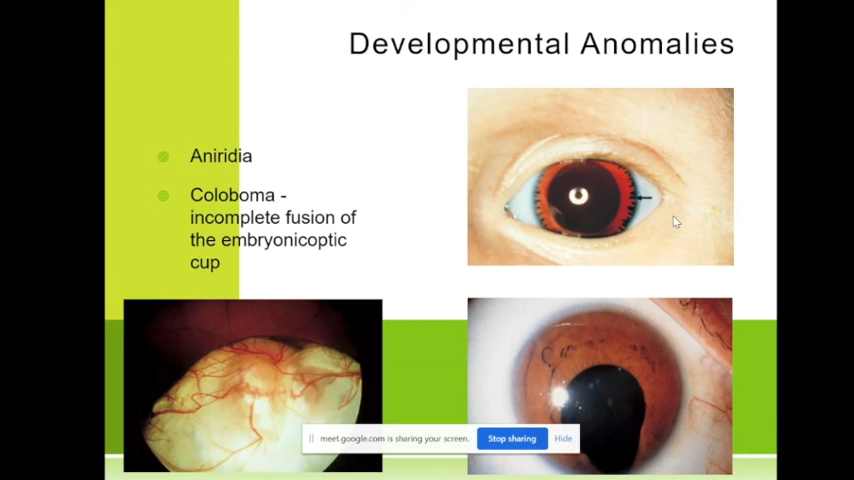 Developmental Anomalies
Aniridia
Coloboma -
incomplete fusion of
the embryonicoptic
cup
meet.google.com is sharing your screen.
Stop sharing
Hide